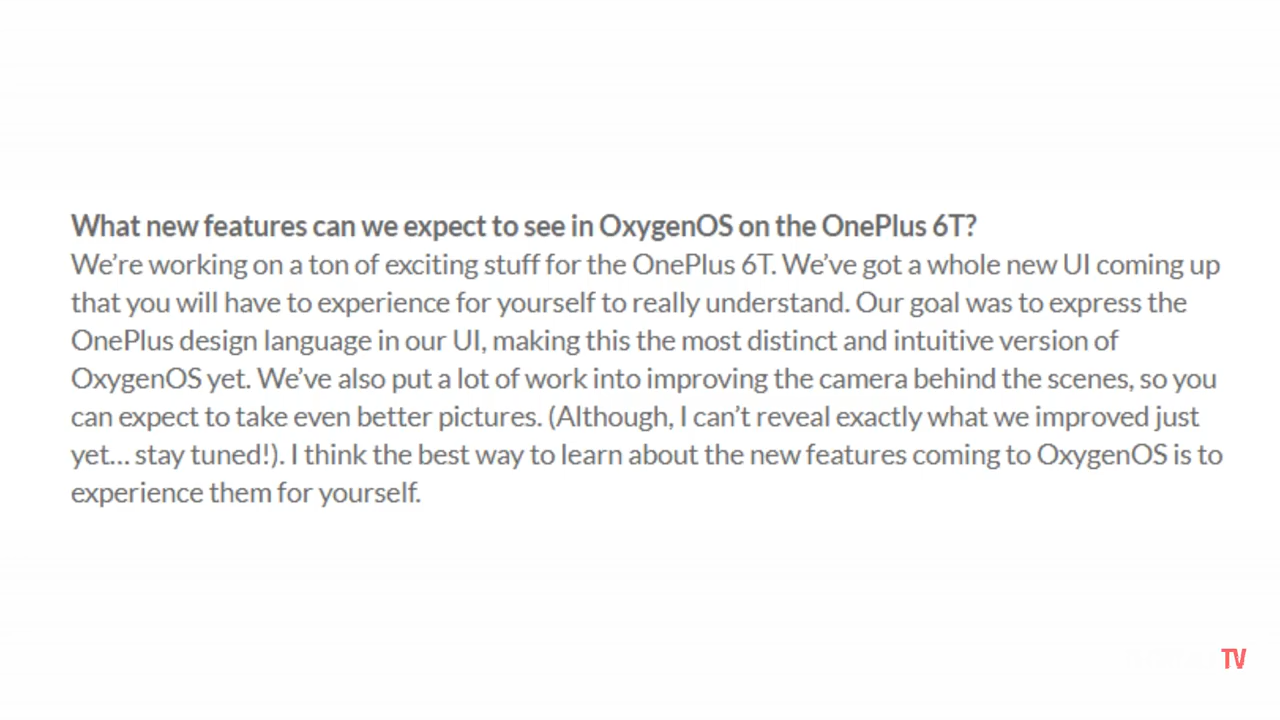 What new features can we expect to see in OxygenOS on the OnePlus 6T?
We’re working on a ton of exciting stuff for the OnePlus 6T. We’ve got a whole new UI coming up
that you will have to experience for yourself to really understand. Our goal was to express the
OnePlus design language in our UI, making this the most distinct and intuitive version of
OxygenOS yet. We’ve also put a lot of work into improving the camera behind the scenes, so you
can expect to take even better pictures. (Although, I can’t reveal exactly what we improved just
yet… stay tuned!). I think the best way to learn about the new features coming to OxygenOS is to
experience them for yourself.
TV